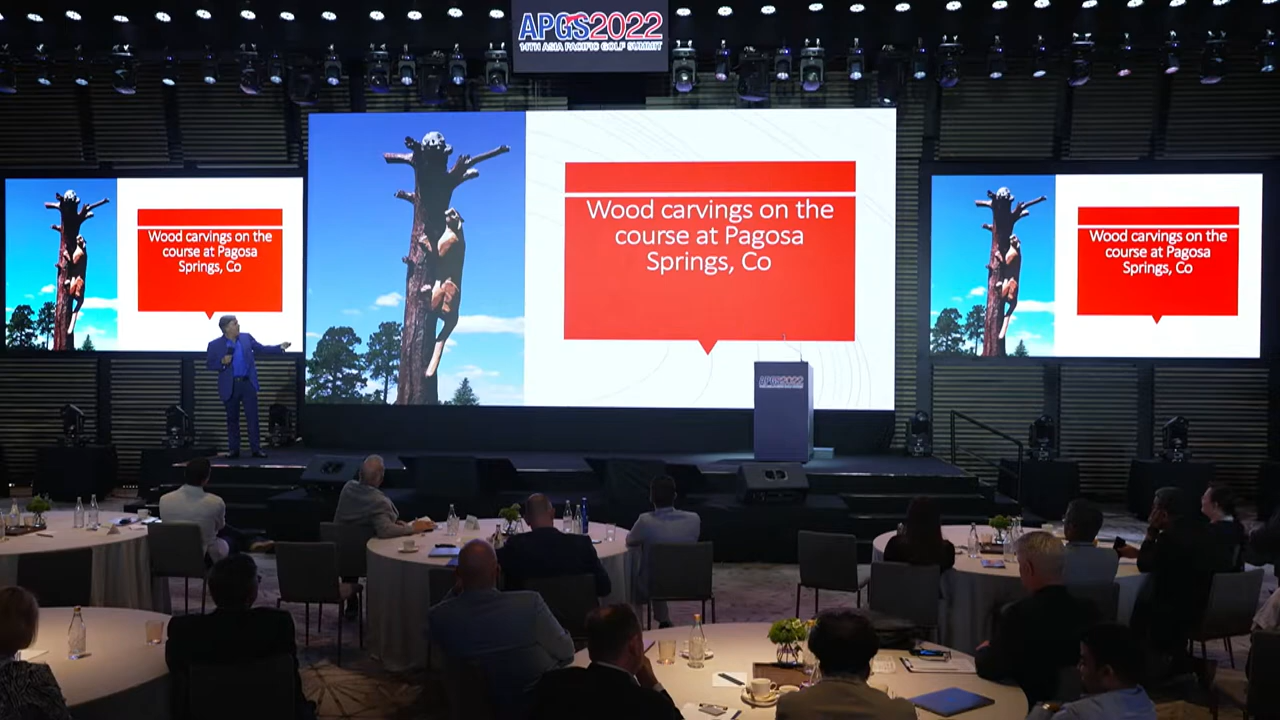 APGS2022
14TH ASIA PACIFIC GOLF SUMMIT
Wood carvings on the
course at Pagosa
Springs, Co
Wood carvings on the
course at Pagosa
Springs, Co
Wood carvings on the
course at Pagosa
Springs, Co
APGS2022